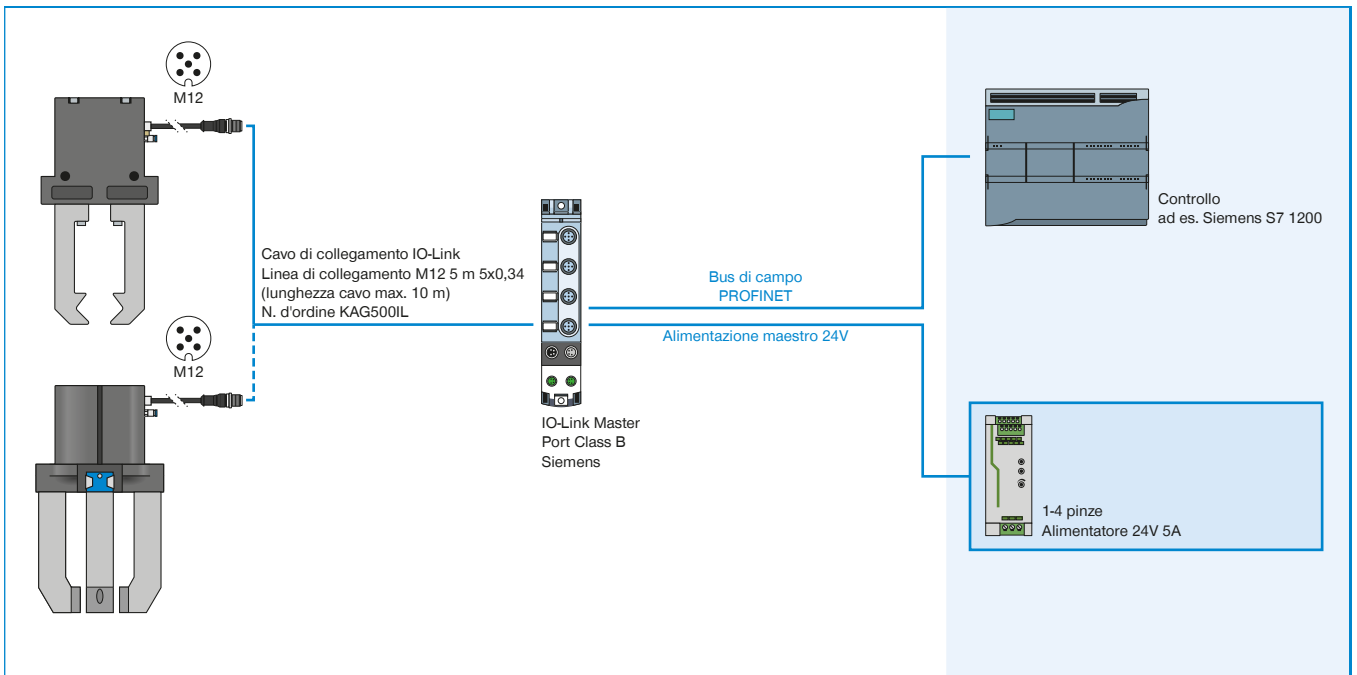 M12
Cavo di collegamento IO-Link
Linea di collegamento M12 5 m 5x0,34
(lunghezza cavo max. 10 m)
N. d'ordine KAG500IL
M12
IO-Link Master
Port Class B
Siemens
Bus di campo
PROFINET
Alimentazione maestro 24V
Controllo
ad es. Siemens S7 1200
1-4 pinze
Alimentatore 24V 5A